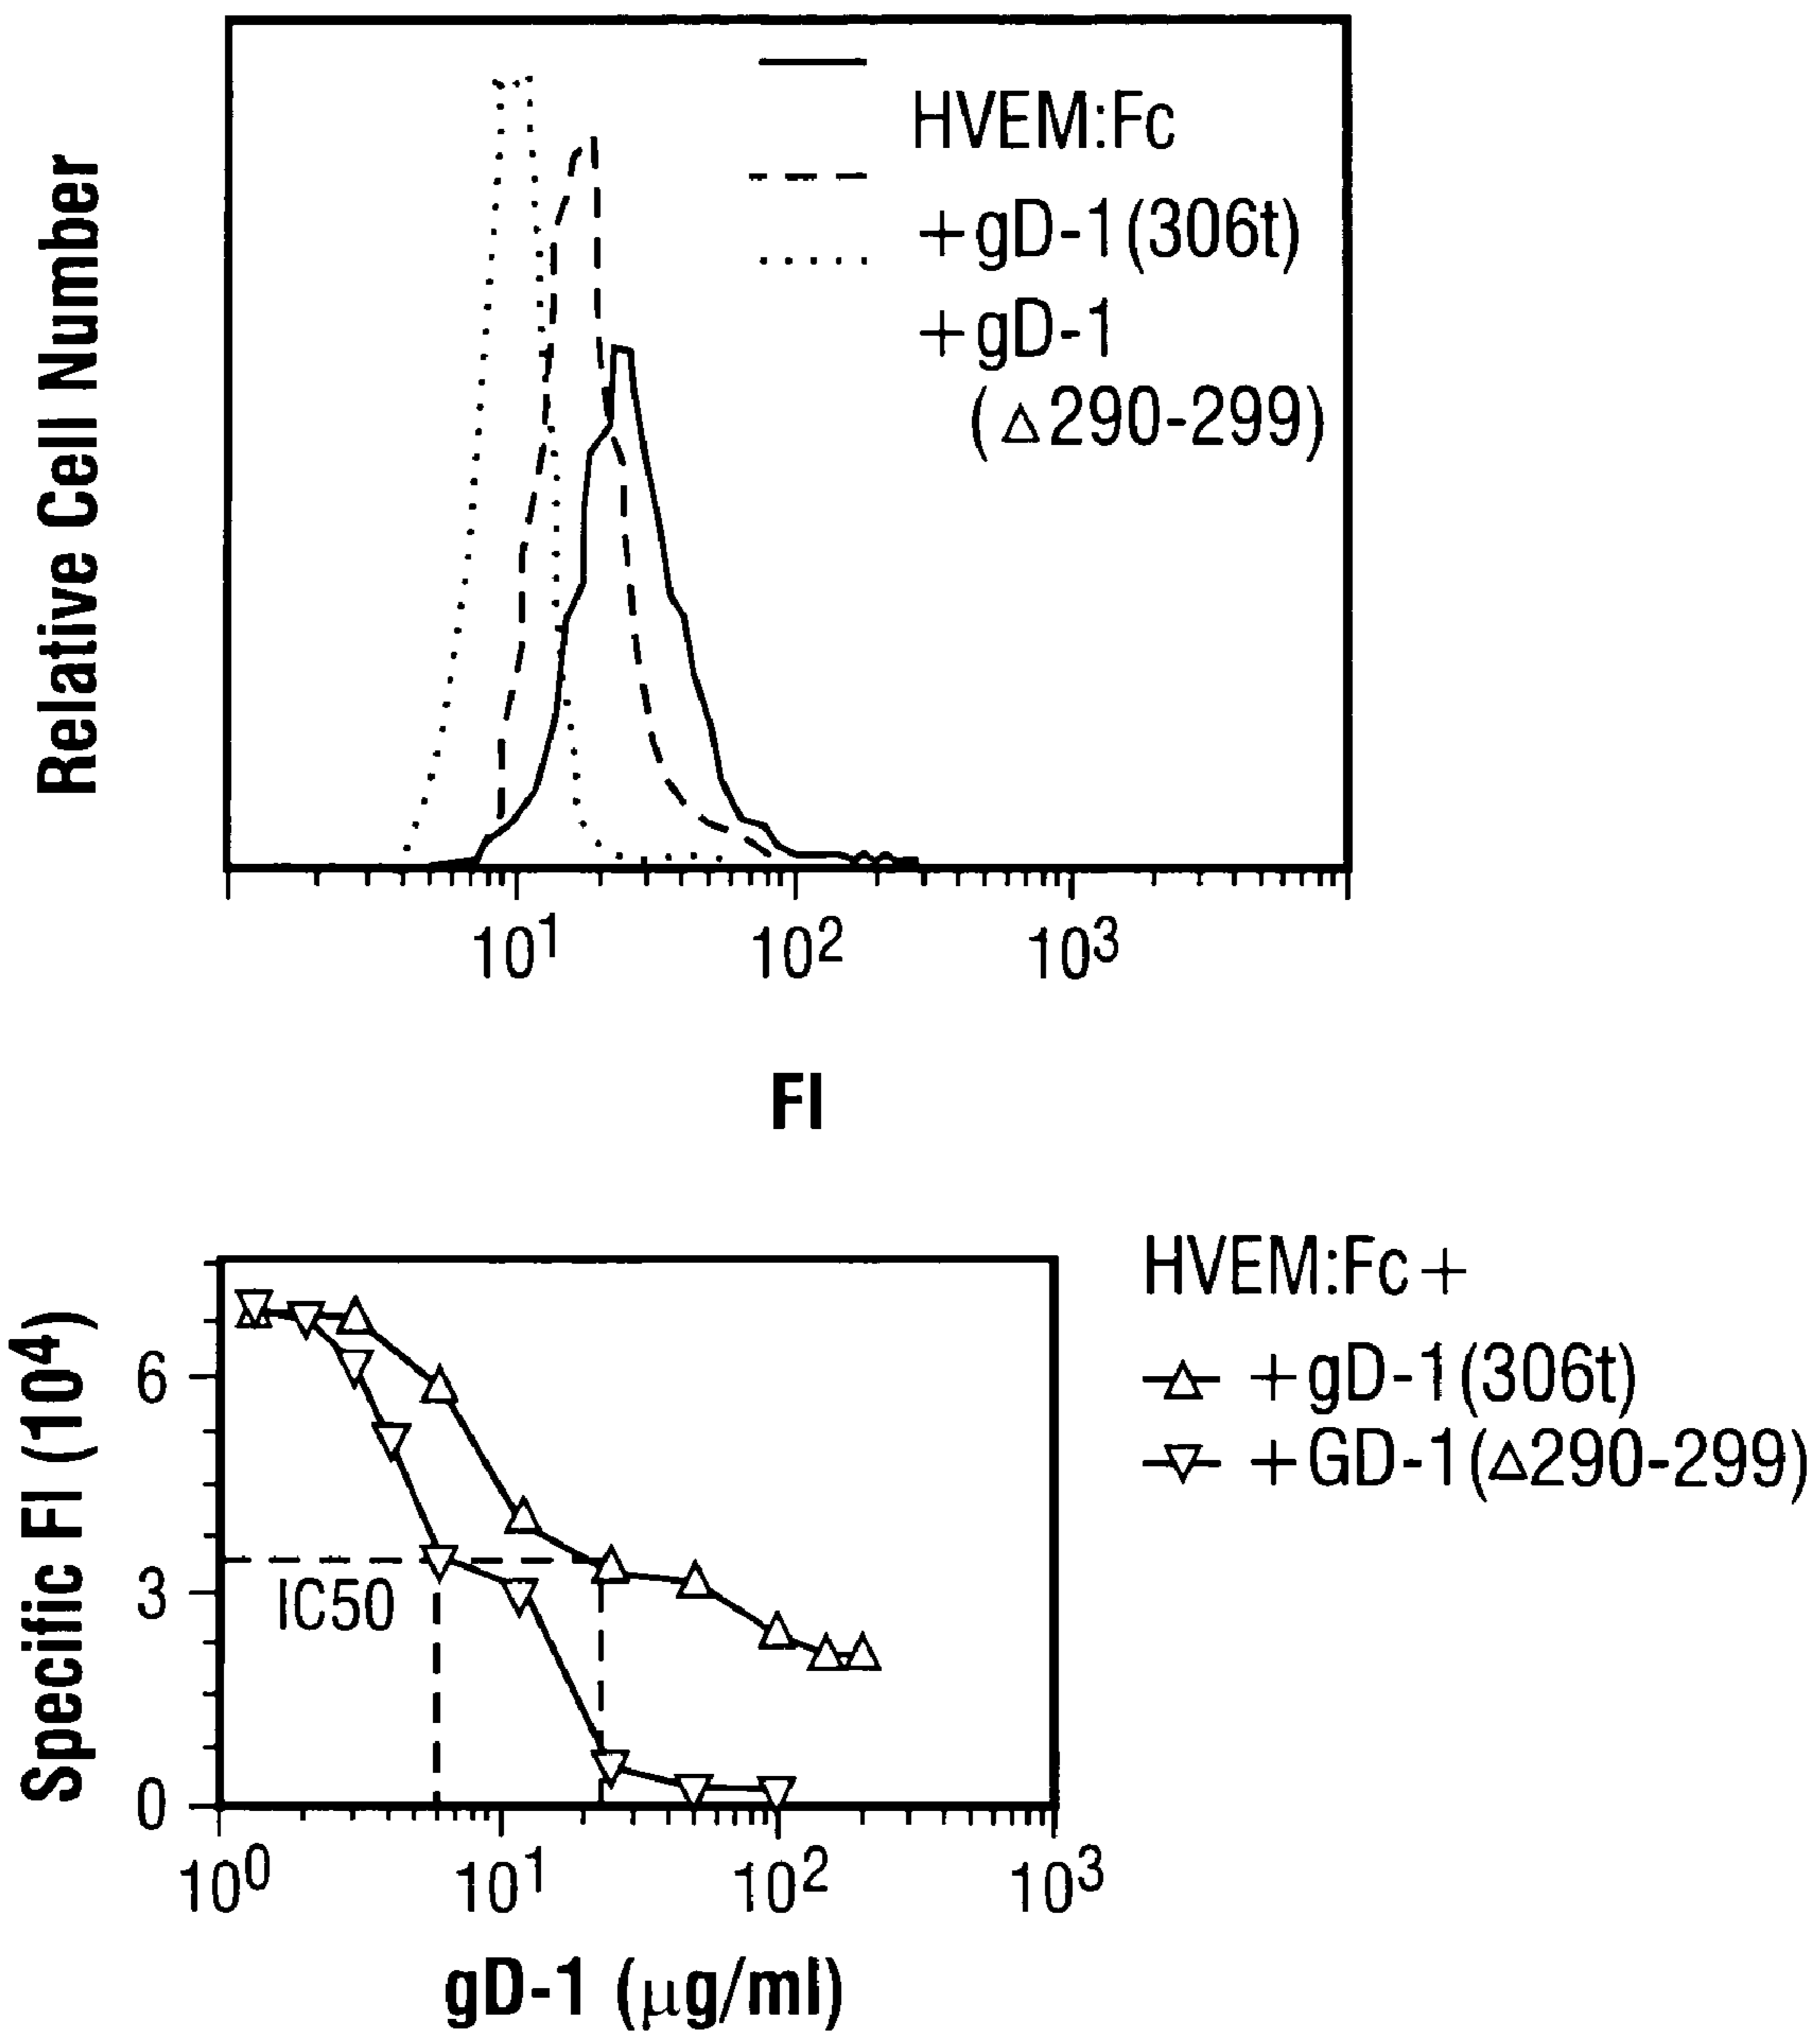 Relative Cell Number
HVEM:Fc
+gD-1(306t)
+gD-1
(Δ290-299)
10¹
10²
10³
FI
Specific FI (10⁴)
6
3
0
IC50
10⁰
10¹
10²
10³
gD-1 (μg/ml)
HVEM:Fc+
+gD-1(306t)
+GD-1(Δ290-299)